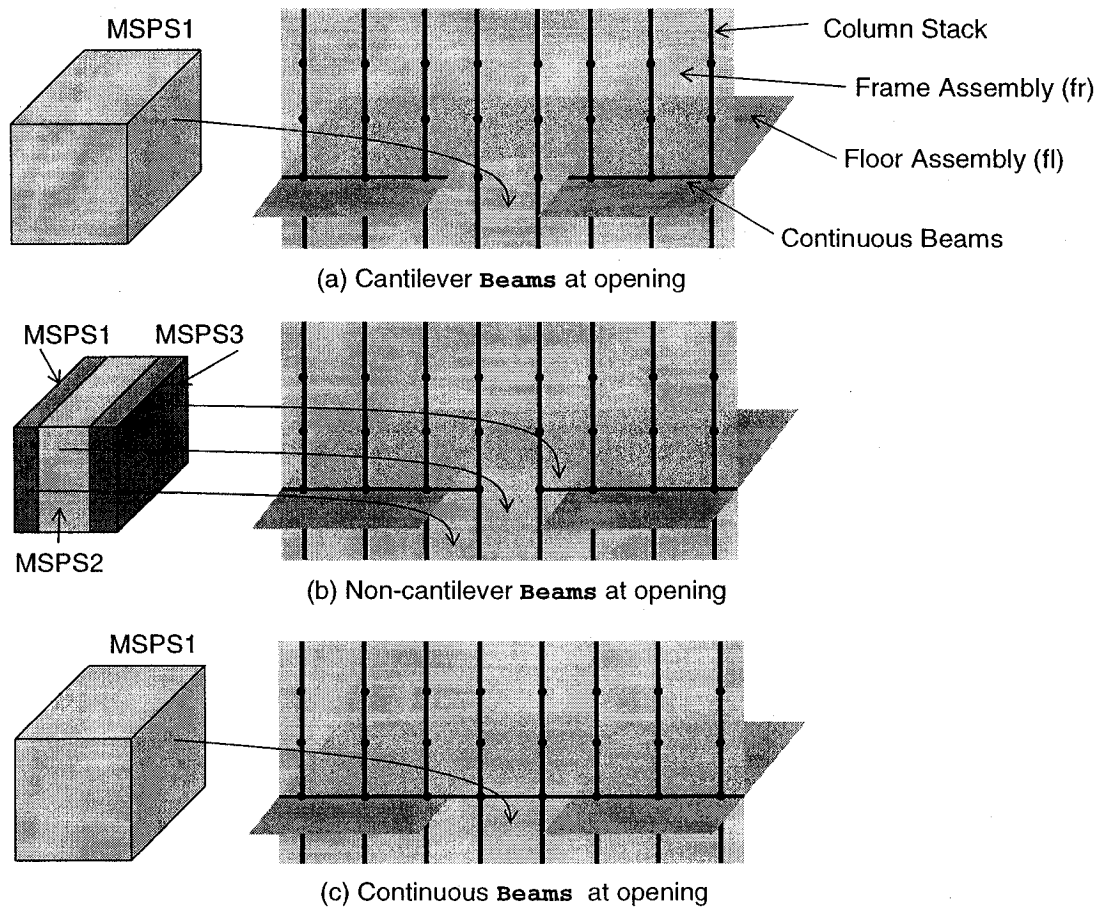 MSPS1
Column Stack
Frame Assembly (fr)
Floor Assembly (fl)
Continuous Beams
(a) Cantilever Beams at opening
MSPS1
MSPS3
MSPS2
(b) Non-cantilever Beams at opening
MSPS1
(c) Continuous Beams at opening